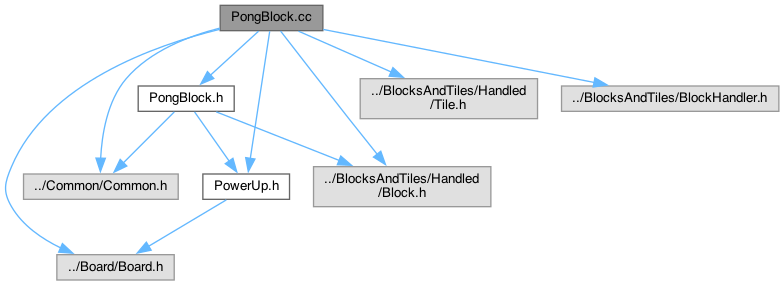 PongBlock.cc
PongBlock.h
../BlocksAndTiles/Handled
/Tile.h
../BlocksAndTiles/BlockHandler.h
../Common/Common.h
PowerUp.h
../BlocksAndTiles/Handled
/Block.h
../Board/Board.h